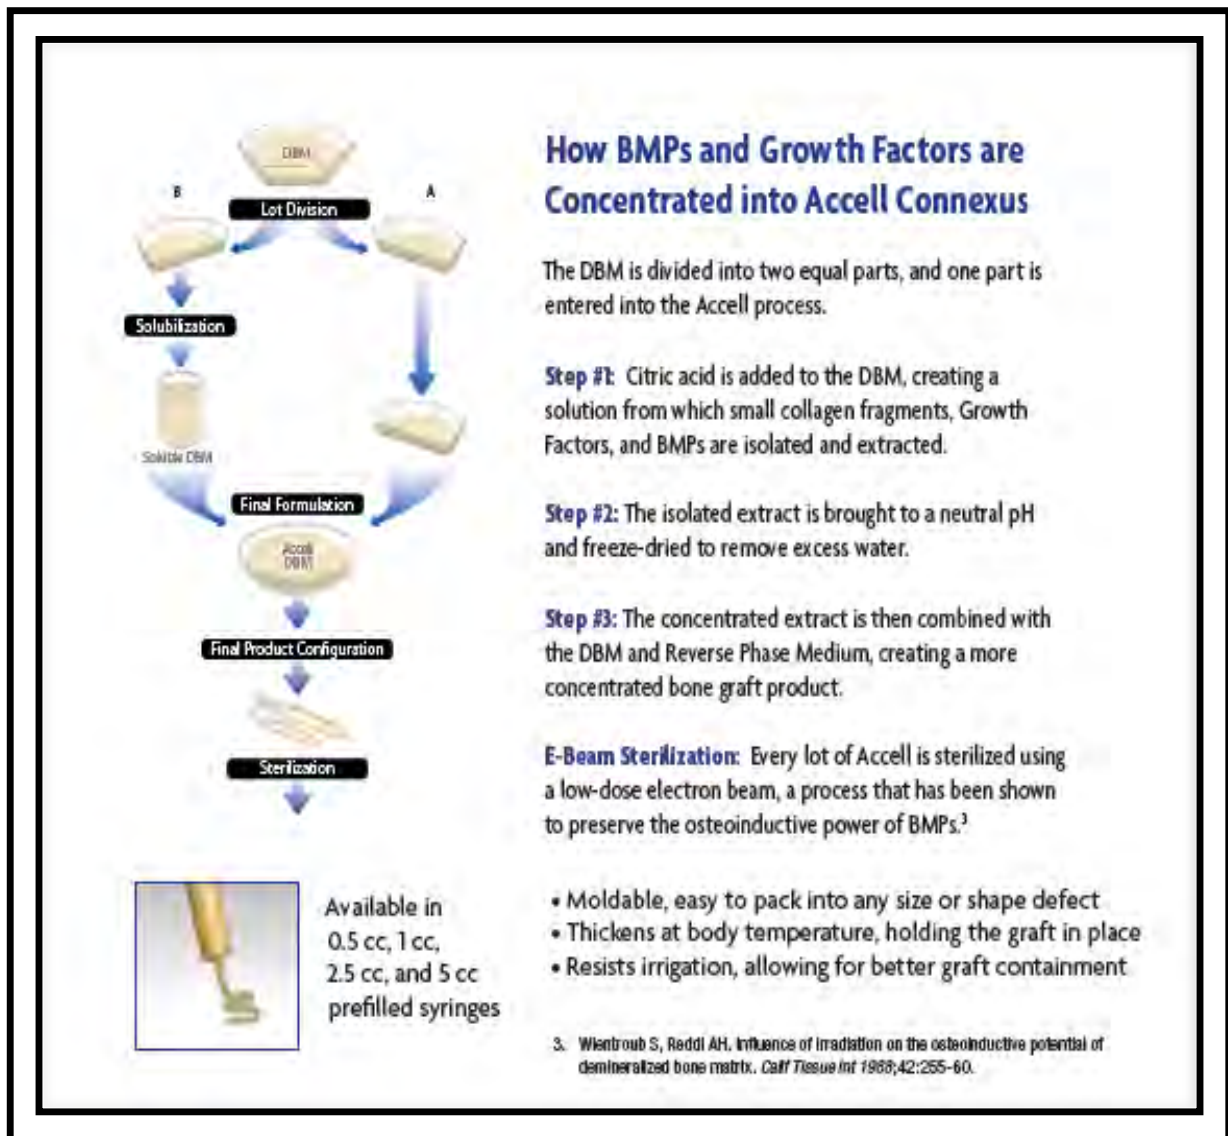 DBM
B
A
Lot Division
Solubilization
Soluble DBM
Final Formulation
Accell
DBM
Final Product Configuration
Sterilization
Available in
0.5 cc, 1 cc,
2.5 cc, and 5 cc
prefilled syringes
How BMPs and Growth Factors are
Concentrated into Accell Connexus
The DBM is divided into two equal parts, and one part is
entered into the Accell process.
Step #1: Citric acid is added to the DBM, creating a
solution from which small collagen fragments, Growth
Factors, and BMPs are isolated and extracted.
Step #2: The isolated extract is brought to a neutral pH
and freeze-dried to remove excess water.
Step #3: The concentrated extract is then combined with
the DBM and Reverse Phase Medium, creating a more
concentrated bone graft product.
E-Beam Sterilization: Every lot of Accell is sterilized using
a low-dose electron beam, a process that has been shown
to preserve the osteoinductive power of BMPs.3
• Moldable, easy to pack into any size or shape defect
• Thickens at body temperature, holding the graft in place
• Resists irrigation, allowing for better graft containment
3. Wientroub S, Reddi AH. Influence of irradiation on the osteoinductive potential of
demineralized bone matrix. Calif Tissue Int 1988;42:255-60.